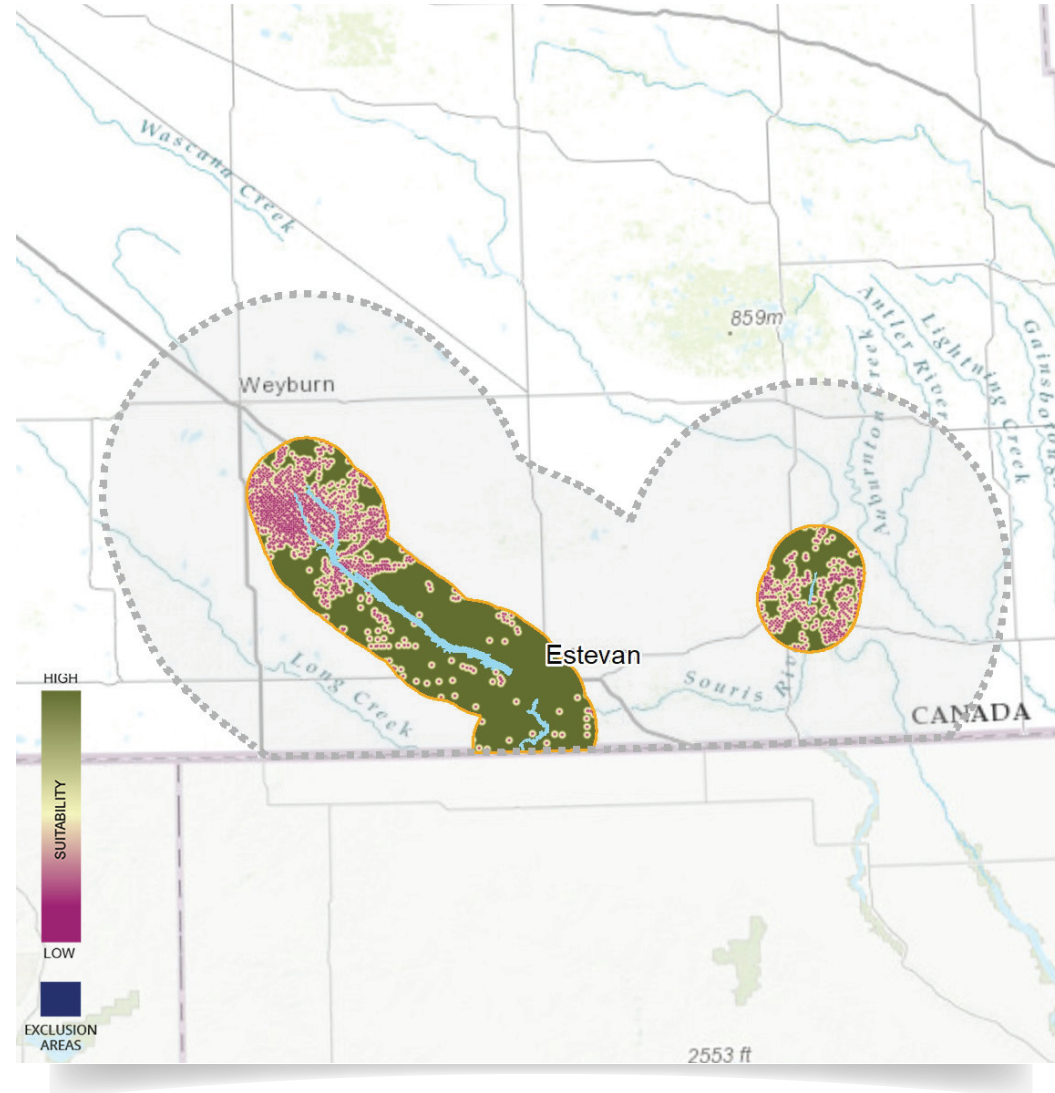 Wascana Creek
859m
Antler River
Lightning Creek
Auburnton Creek
Weyburn
Estevan
Long Creek
Souris
CANADA
HIGH
SUITABILITY
LOW
EXCLUSION
AREAS
2553 ft